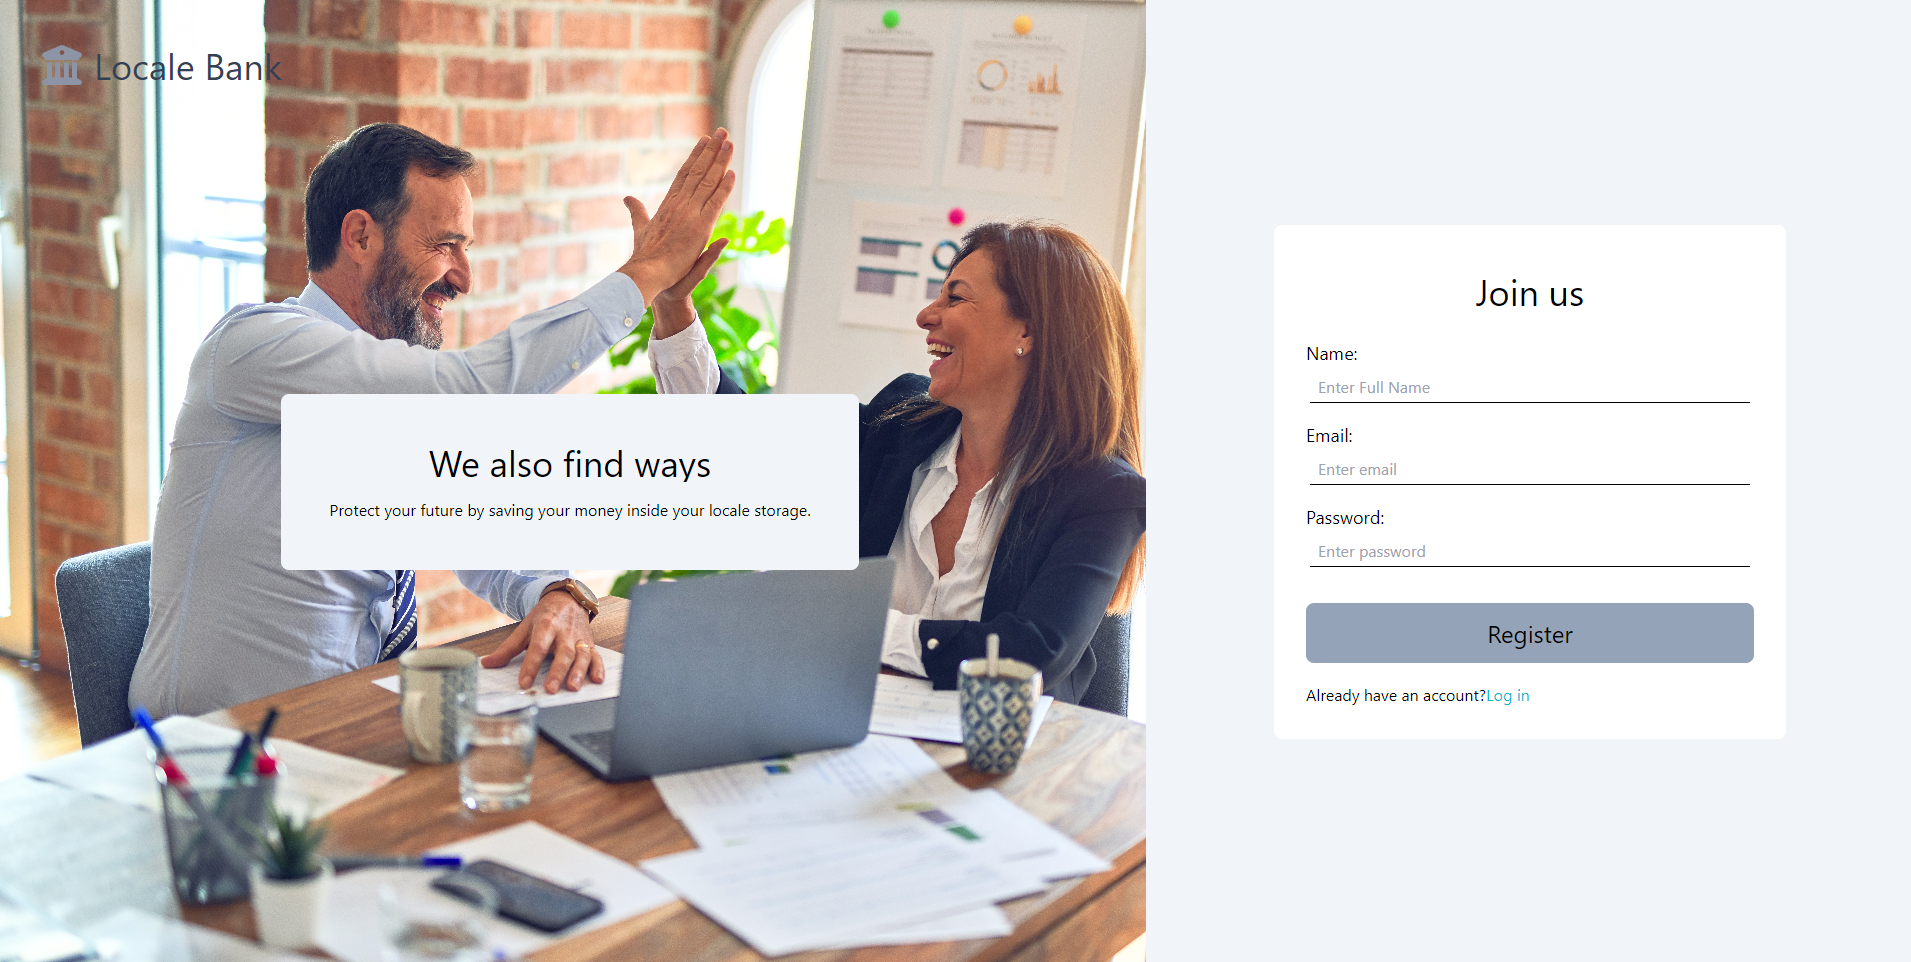 Locale Bank
We also find ways
Protect your future by saving your money inside your locale storage.
Join us
Name:
Enter Full Name
Email:
Enter email
Password:
Enter password
Register
Already have an account?Log in